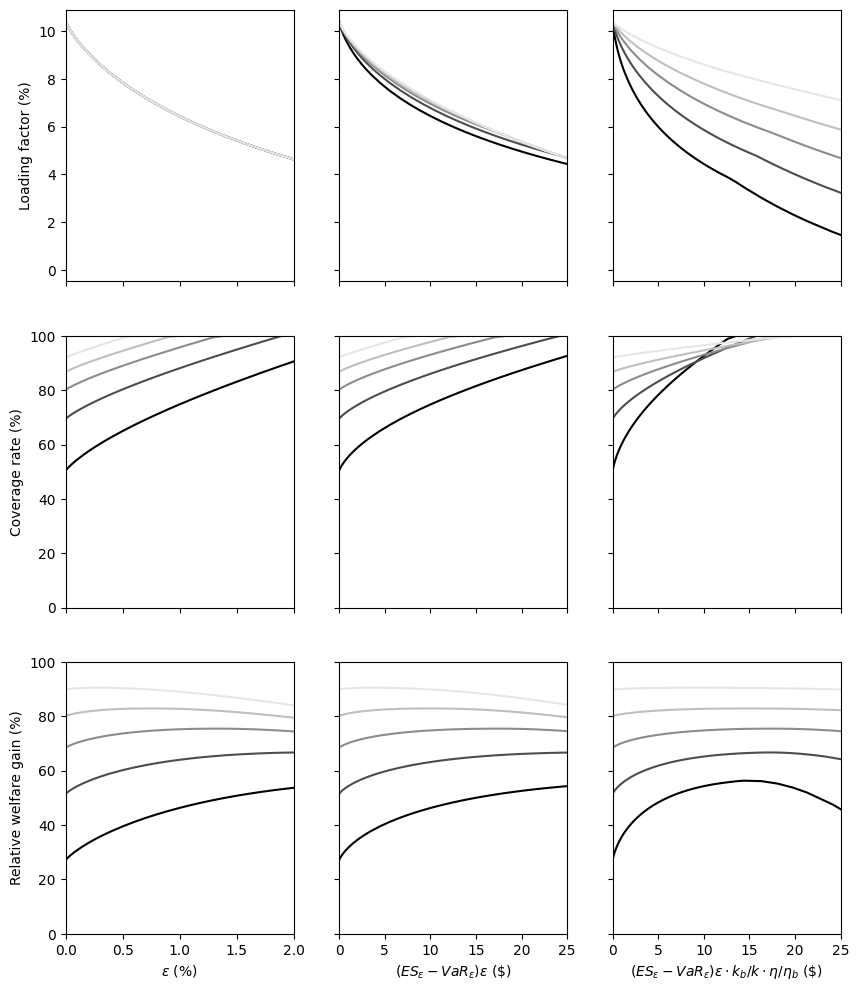 Loading factor (%)
10
8
6
4
2
0
Coverage rate (%)
100
80
60
40
20
0
Relative welfare gain (%)
100
80
60
40
20
0
0.0 0.5 1.0 1.5 2.0
0 5 10 15 20 25
0 5 10 15 20 25
ε (%)
(ES_ε − VaR_ε)ε ($)
(ES_ε − VaR_ε)ε · k_b/k · η/η_b ($)